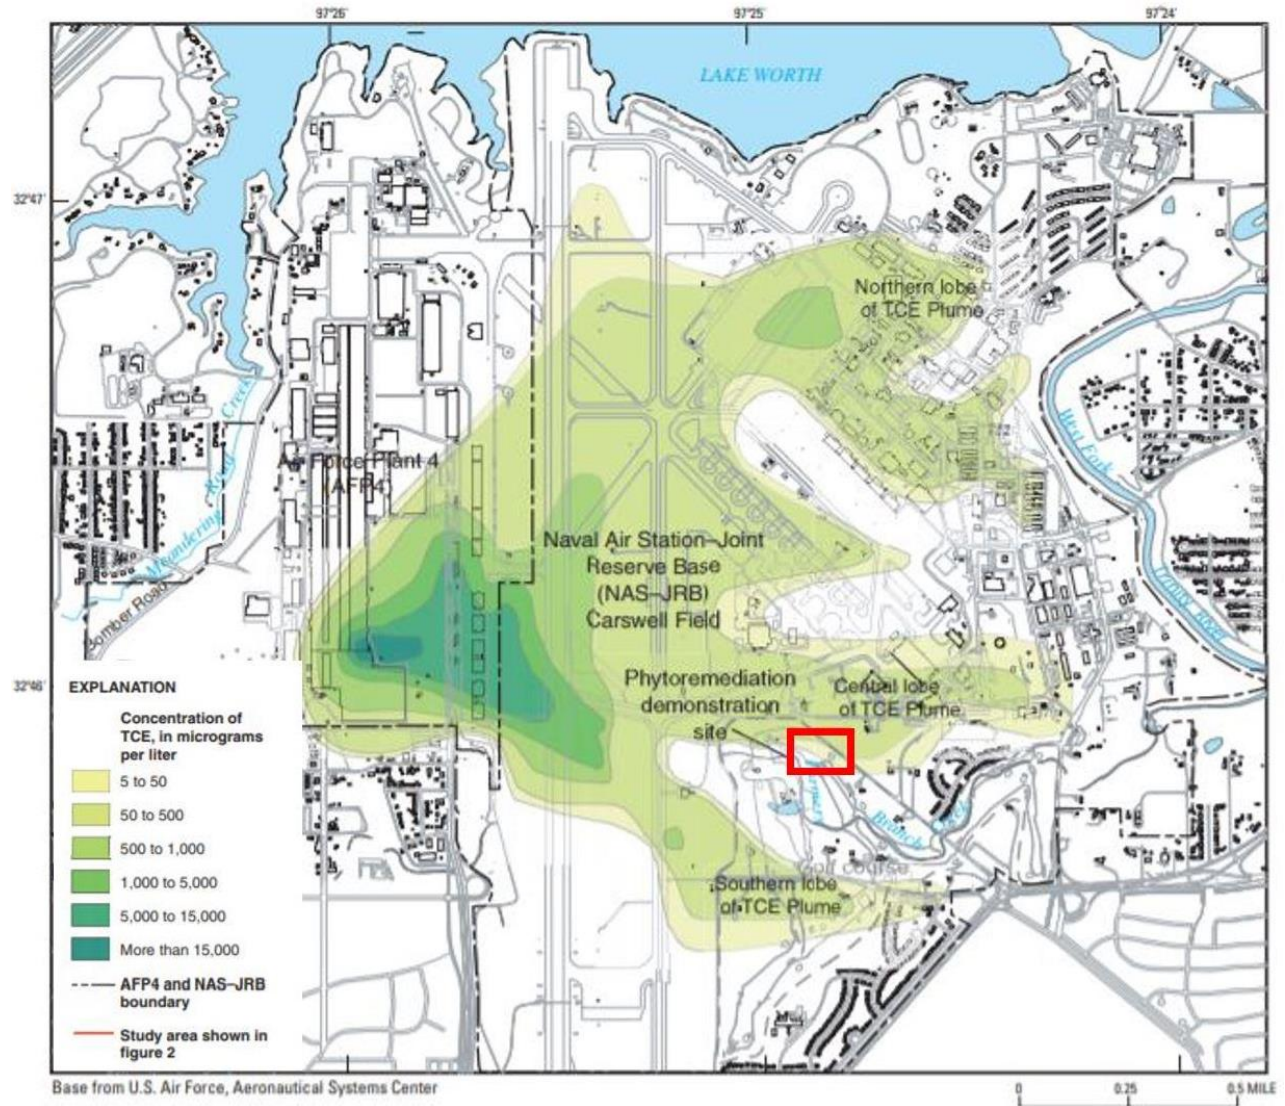 97°26'
97°25'
97°24'
LAKE WORTH
32°47'
Northern lobe
of TCE Plume
Meandering Road Creek
West Fork
Trinity River
Air Force Plant 4
(AFP4)
Naval Air Station–Joint
Reserve Base
(NAS–JRB)
Carswell Field
Bomber Road
32°46'
Phytoremediation
demonstration
site
Central lobe
of TCE Plume
Farmers
Branch Creek
Golf course
Southern lobe
of TCE Plume
EXPLANATION
Concentration of
TCE, in micrograms
per liter
5 to 50
50 to 500
500 to 1,000
1,000 to 5,000
5,000 to 15,000
More than 15,000
AFP4 and NAS–JRB
boundary
Study area shown in
figure 2
Base from U.S. Air Force, Aeronautical Systems Center
0 0.25 0.5 MILE